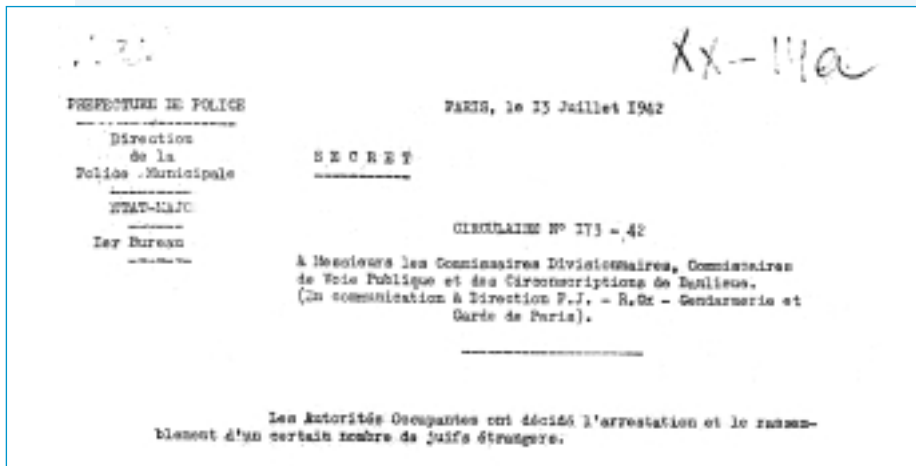 XX-14a
PREFECTURE DE POLICE
PARIS, le 13 Juillet 1942
Direction
de la
Police Municipale
SECRET
ETAT-MAJOR
CIRCULAIRE N° 173 - 42
1er Bureau
A Messieurs les Commissaires Divisionnaires, Commissaires
de Voie Publique et des Circonscriptions de Banlieue.
(En communication à Direction P.J. - R.Gx - Gendarmerie et
Garde de Paris).
Les Autorités Occupantes ont décidé l'arrestation et le rassem-
blement d'un certain nombre de juifs étrangers.